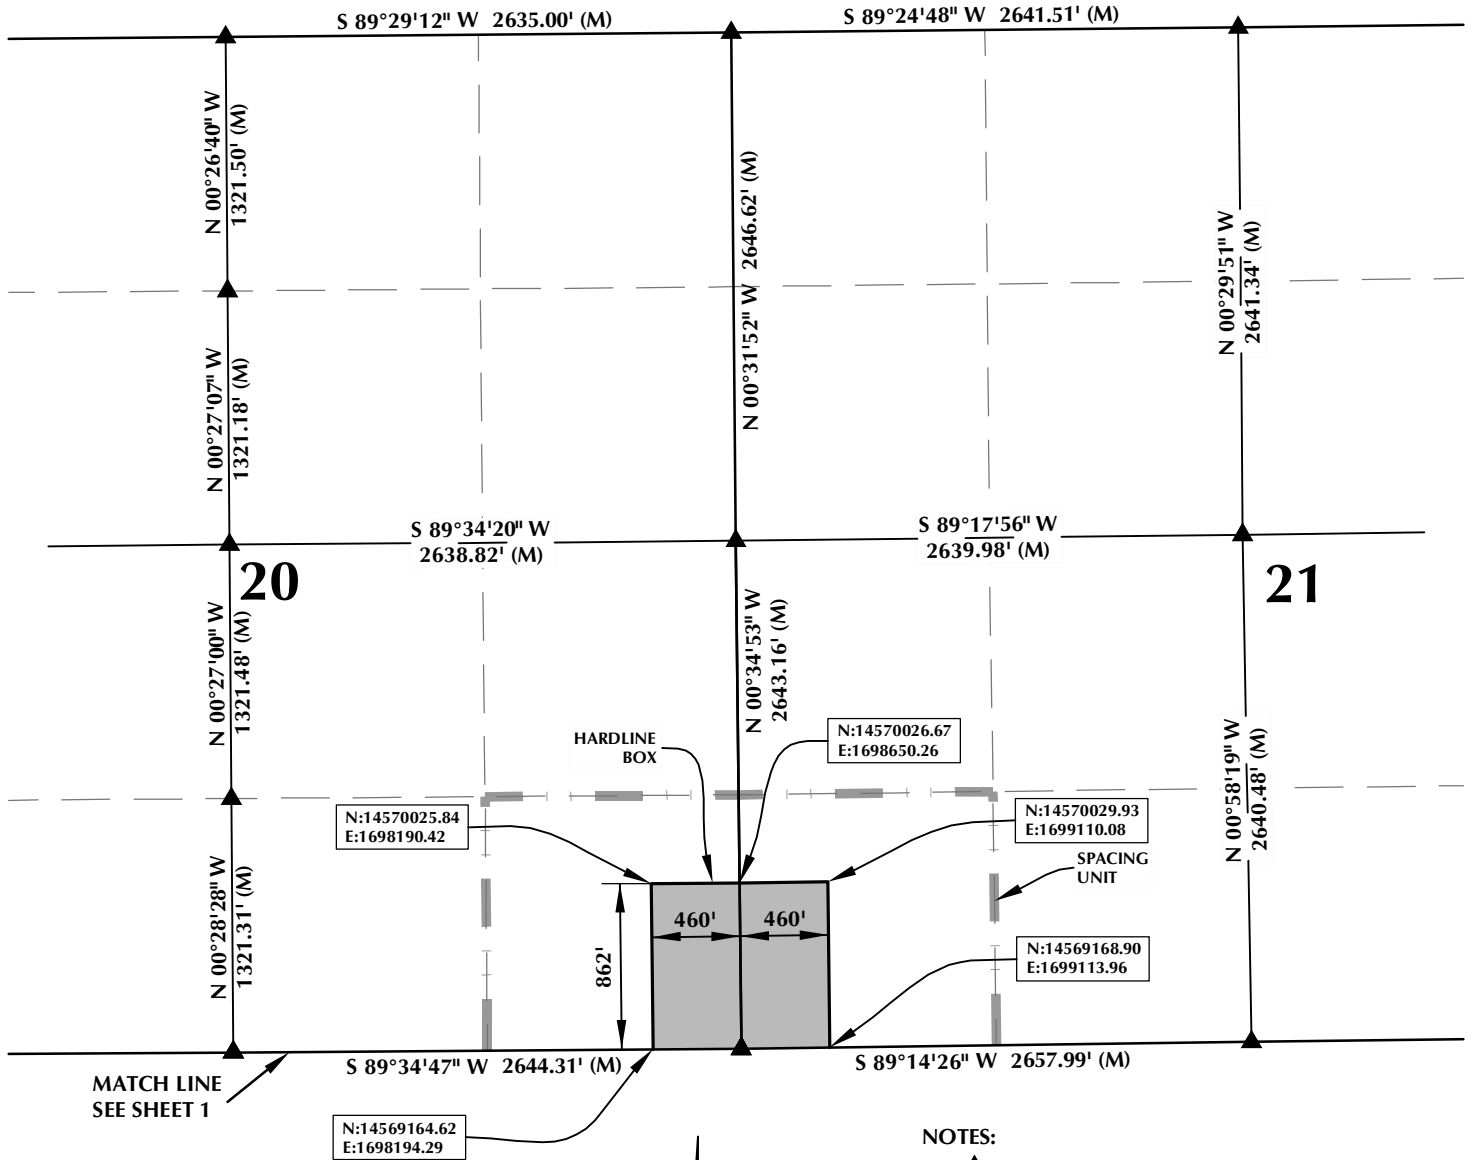 S 89°29'12" W 2635.00' (M)
S 89°24'48" W 2641.51' (M)
N 00°26'40" W
1321.50' (M)
N 00°31'52" W 2646.62' (M)
N 00°29'51" W
2641.34' (M)
N 00°27'07" W
1321.18' (M)
S 89°34'20" W
2638.82' (M)
S 89°17'56" W
2639.98' (M)
20
21
N 00°27'00" W
1321.48' (M)
N 00°34'53" W
2643.16' (M)
N 00°58'19" W
2640.48' (M)
HARDLINE
BOX
N:14570026.67
E:1698650.26
N:14570025.84
E:1698190.42
N:14570029.93
E:1699110.08
SPACING
UNIT
N 00°28'28" W
1321.31' (M)
460'
460'
862'
N:14569168.90
E:1699113.96
S 89°34'47" W 2644.31' (M)
S 89°14'26" W 2657.99' (M)
MATCH LINE
SEE SHEET 1
N:14569164.62
E:1698194.29
NOTES: